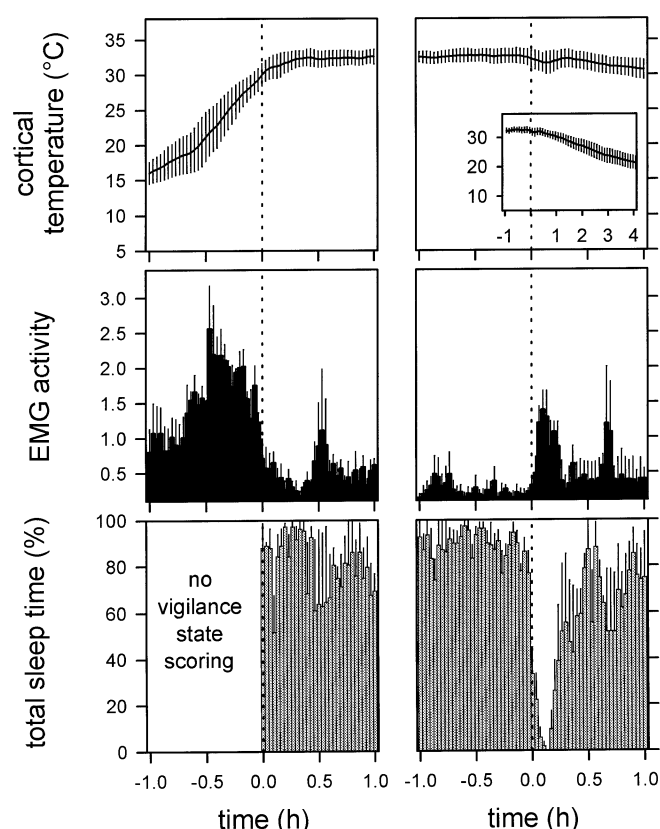 cortical
temperature (°C)
35
30
25
20
15
10
5
30
20
10
-1
1
2
3
4
EMG activity
3.0
2.5
2.0
1.5
1.0
0.5
total sleep time (%)
100
80
60
40
20
0
no
vigilance
state
scoring
-1.0 -0.5 0.0 0.5 1.0
-1.0 -0.5 0.0 0.5 1.0
time (h)
time (h)